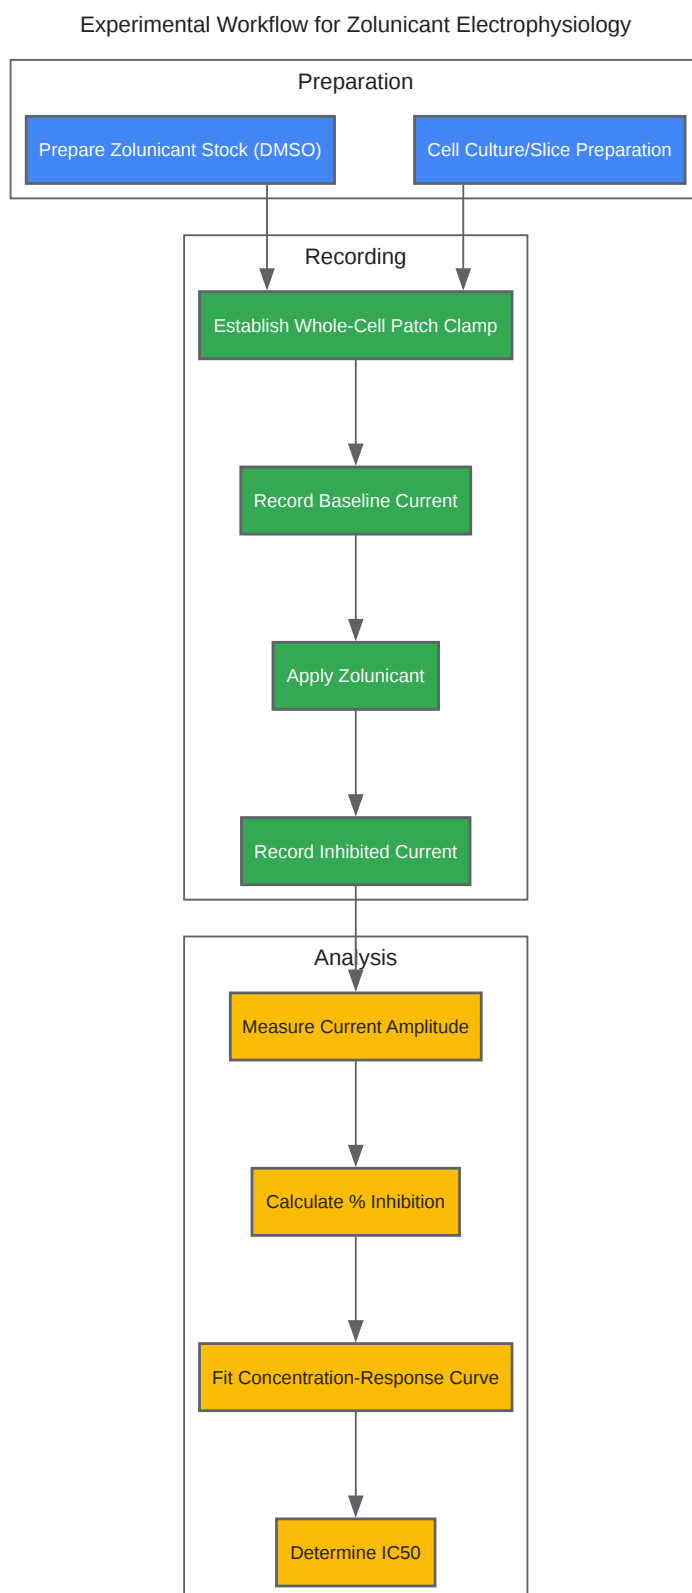 Experimental Workflow for Zolunicant Electrophysiology
Preparation
Prepare Zolunicant Stock (DMSO)
Cell Culture/Slice Preparation
Recording
Establish Whole-Cell Patch Clamp
Record Baseline Current
Apply Zolunicant
Record Inhibited Current
Analysis
Measure Current Amplitude
Calculate % Inhibition
Fit Concentration-Response Curve
Determine IC50